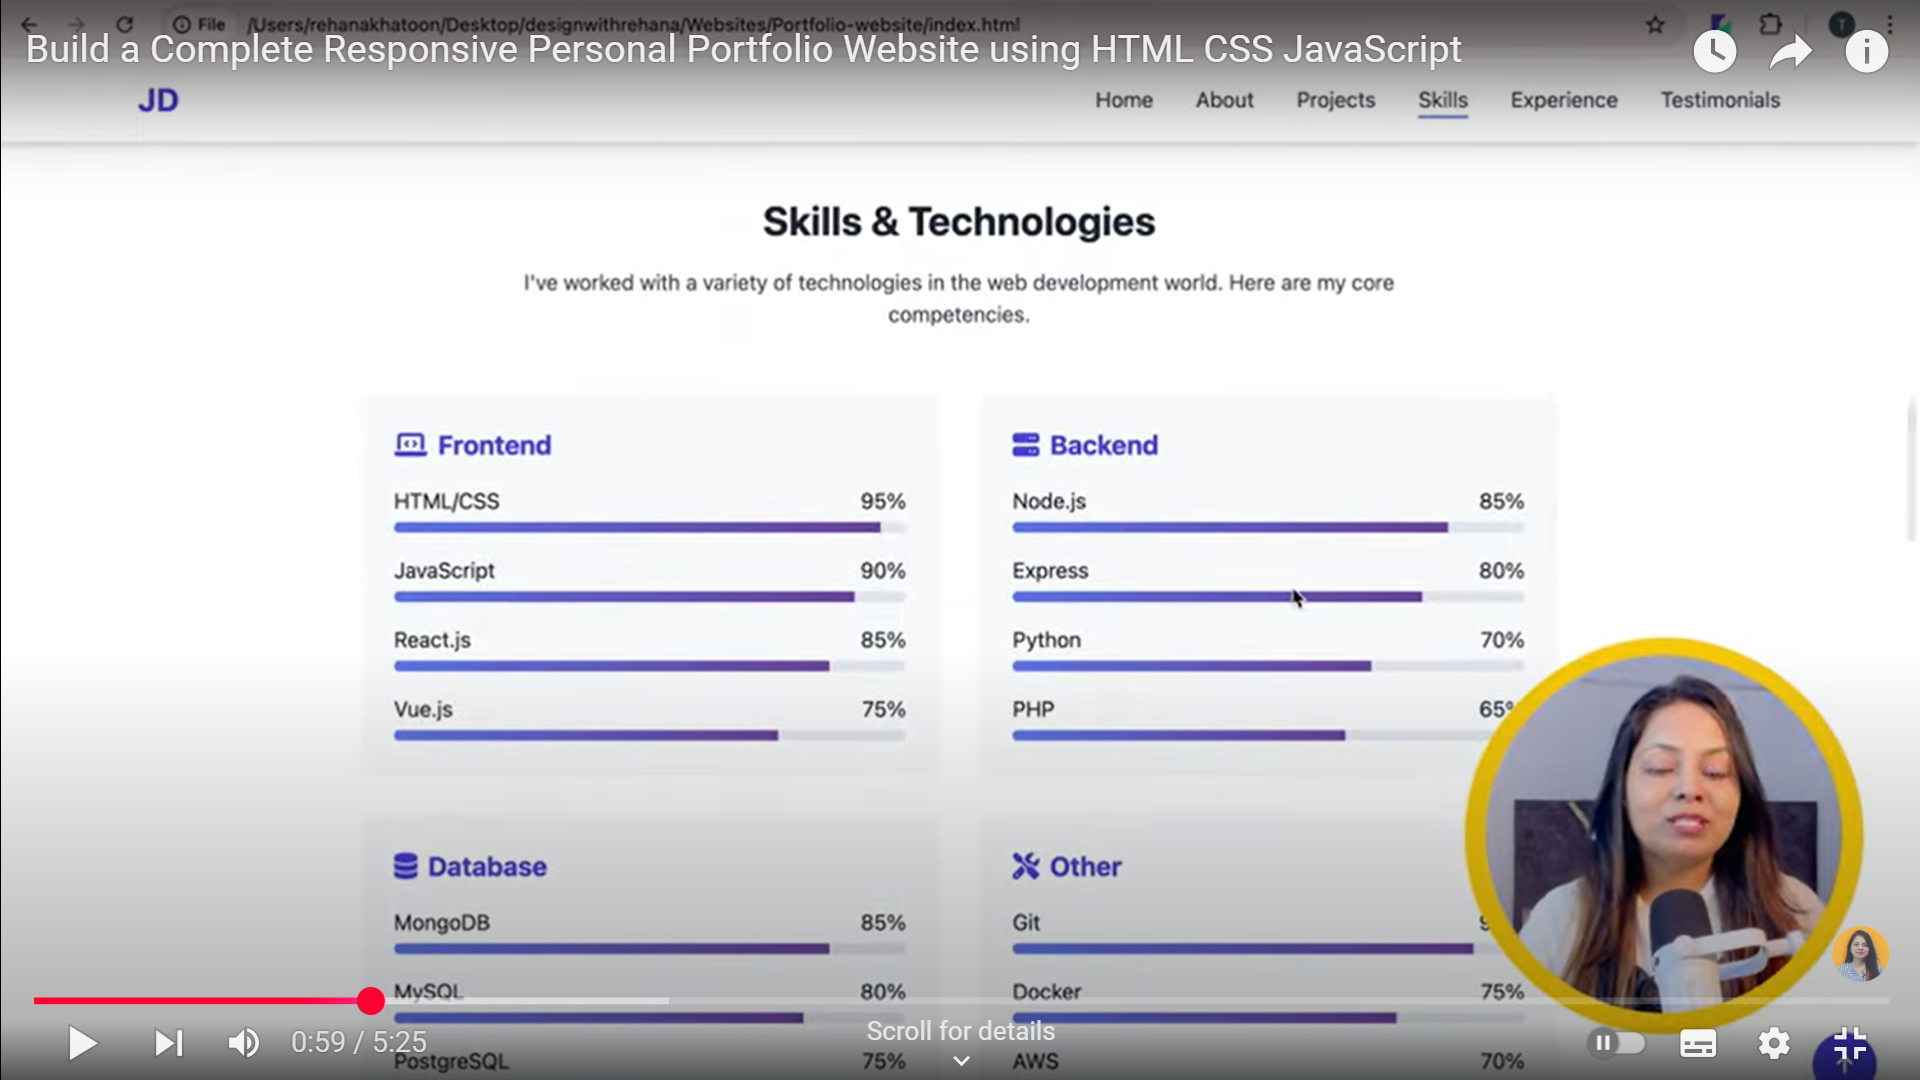 File /Users/rehanakhatoon/Desktop/designwithrehana/Websites/Portfolio-website/index.html
Build a Complete Responsive Personal Portfolio Website using HTML CSS JavaScript
JD Home About Projects Skills Experience Testimonials
Skills & Technologies
I've worked with a variety of technologies in the web development world. Here are my core
competencies.
Frontend
HTML/CSS 95%
JavaScript 90%
React.js 85%
Vue.js 75%
Backend
Node.js 85%
Express 80%
Python 70%
PHP 65%
Database
MongoDB 85%
MySQL 80%
PostgreSQL 75%
Other
Git
Docker 75%
AWS 70%
0:59 / 5:25
Scroll for details